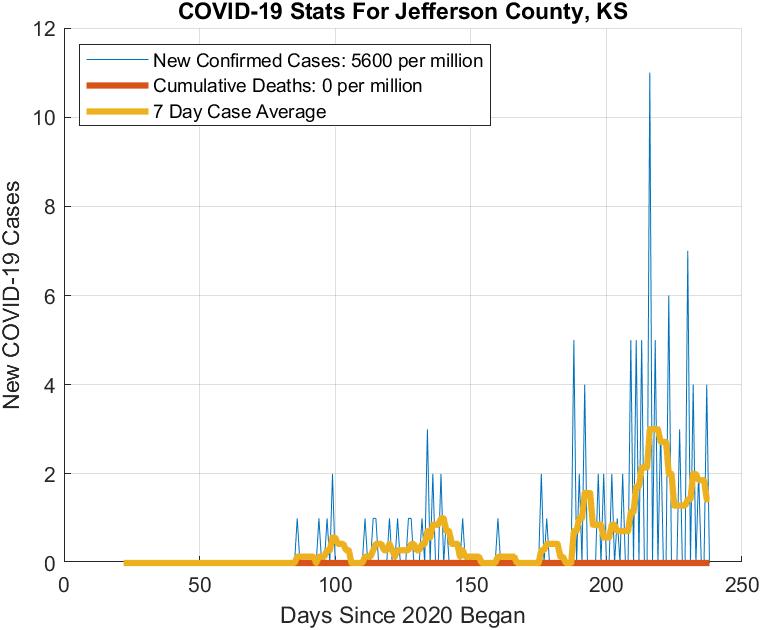 COVID-19 Stats For Jefferson County, KS
New Confirmed Cases: 5600 per million
Cumulative Deaths: 0 per million
7 Day Case Average
New COVID-19 Cases
12
10
8
6
4
2
0
0 50 100 150 200 250
Days Since 2020 Began